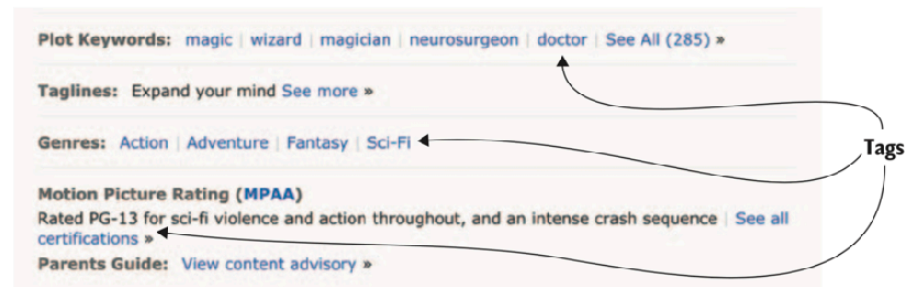 Plot Keywords: magic | wizard | magician | neurosurgeon | doctor | See All (285) »
Taglines: Expand your mind See more »
Genres: Action | Adventure | Fantasy | Sci-Fi
Tags
Motion Picture Rating (MPAA)
Rated PG-13 for sci-fi violence and action throughout, and an intense crash sequence | See all
certifications »
Parents Guide: View content advisory »